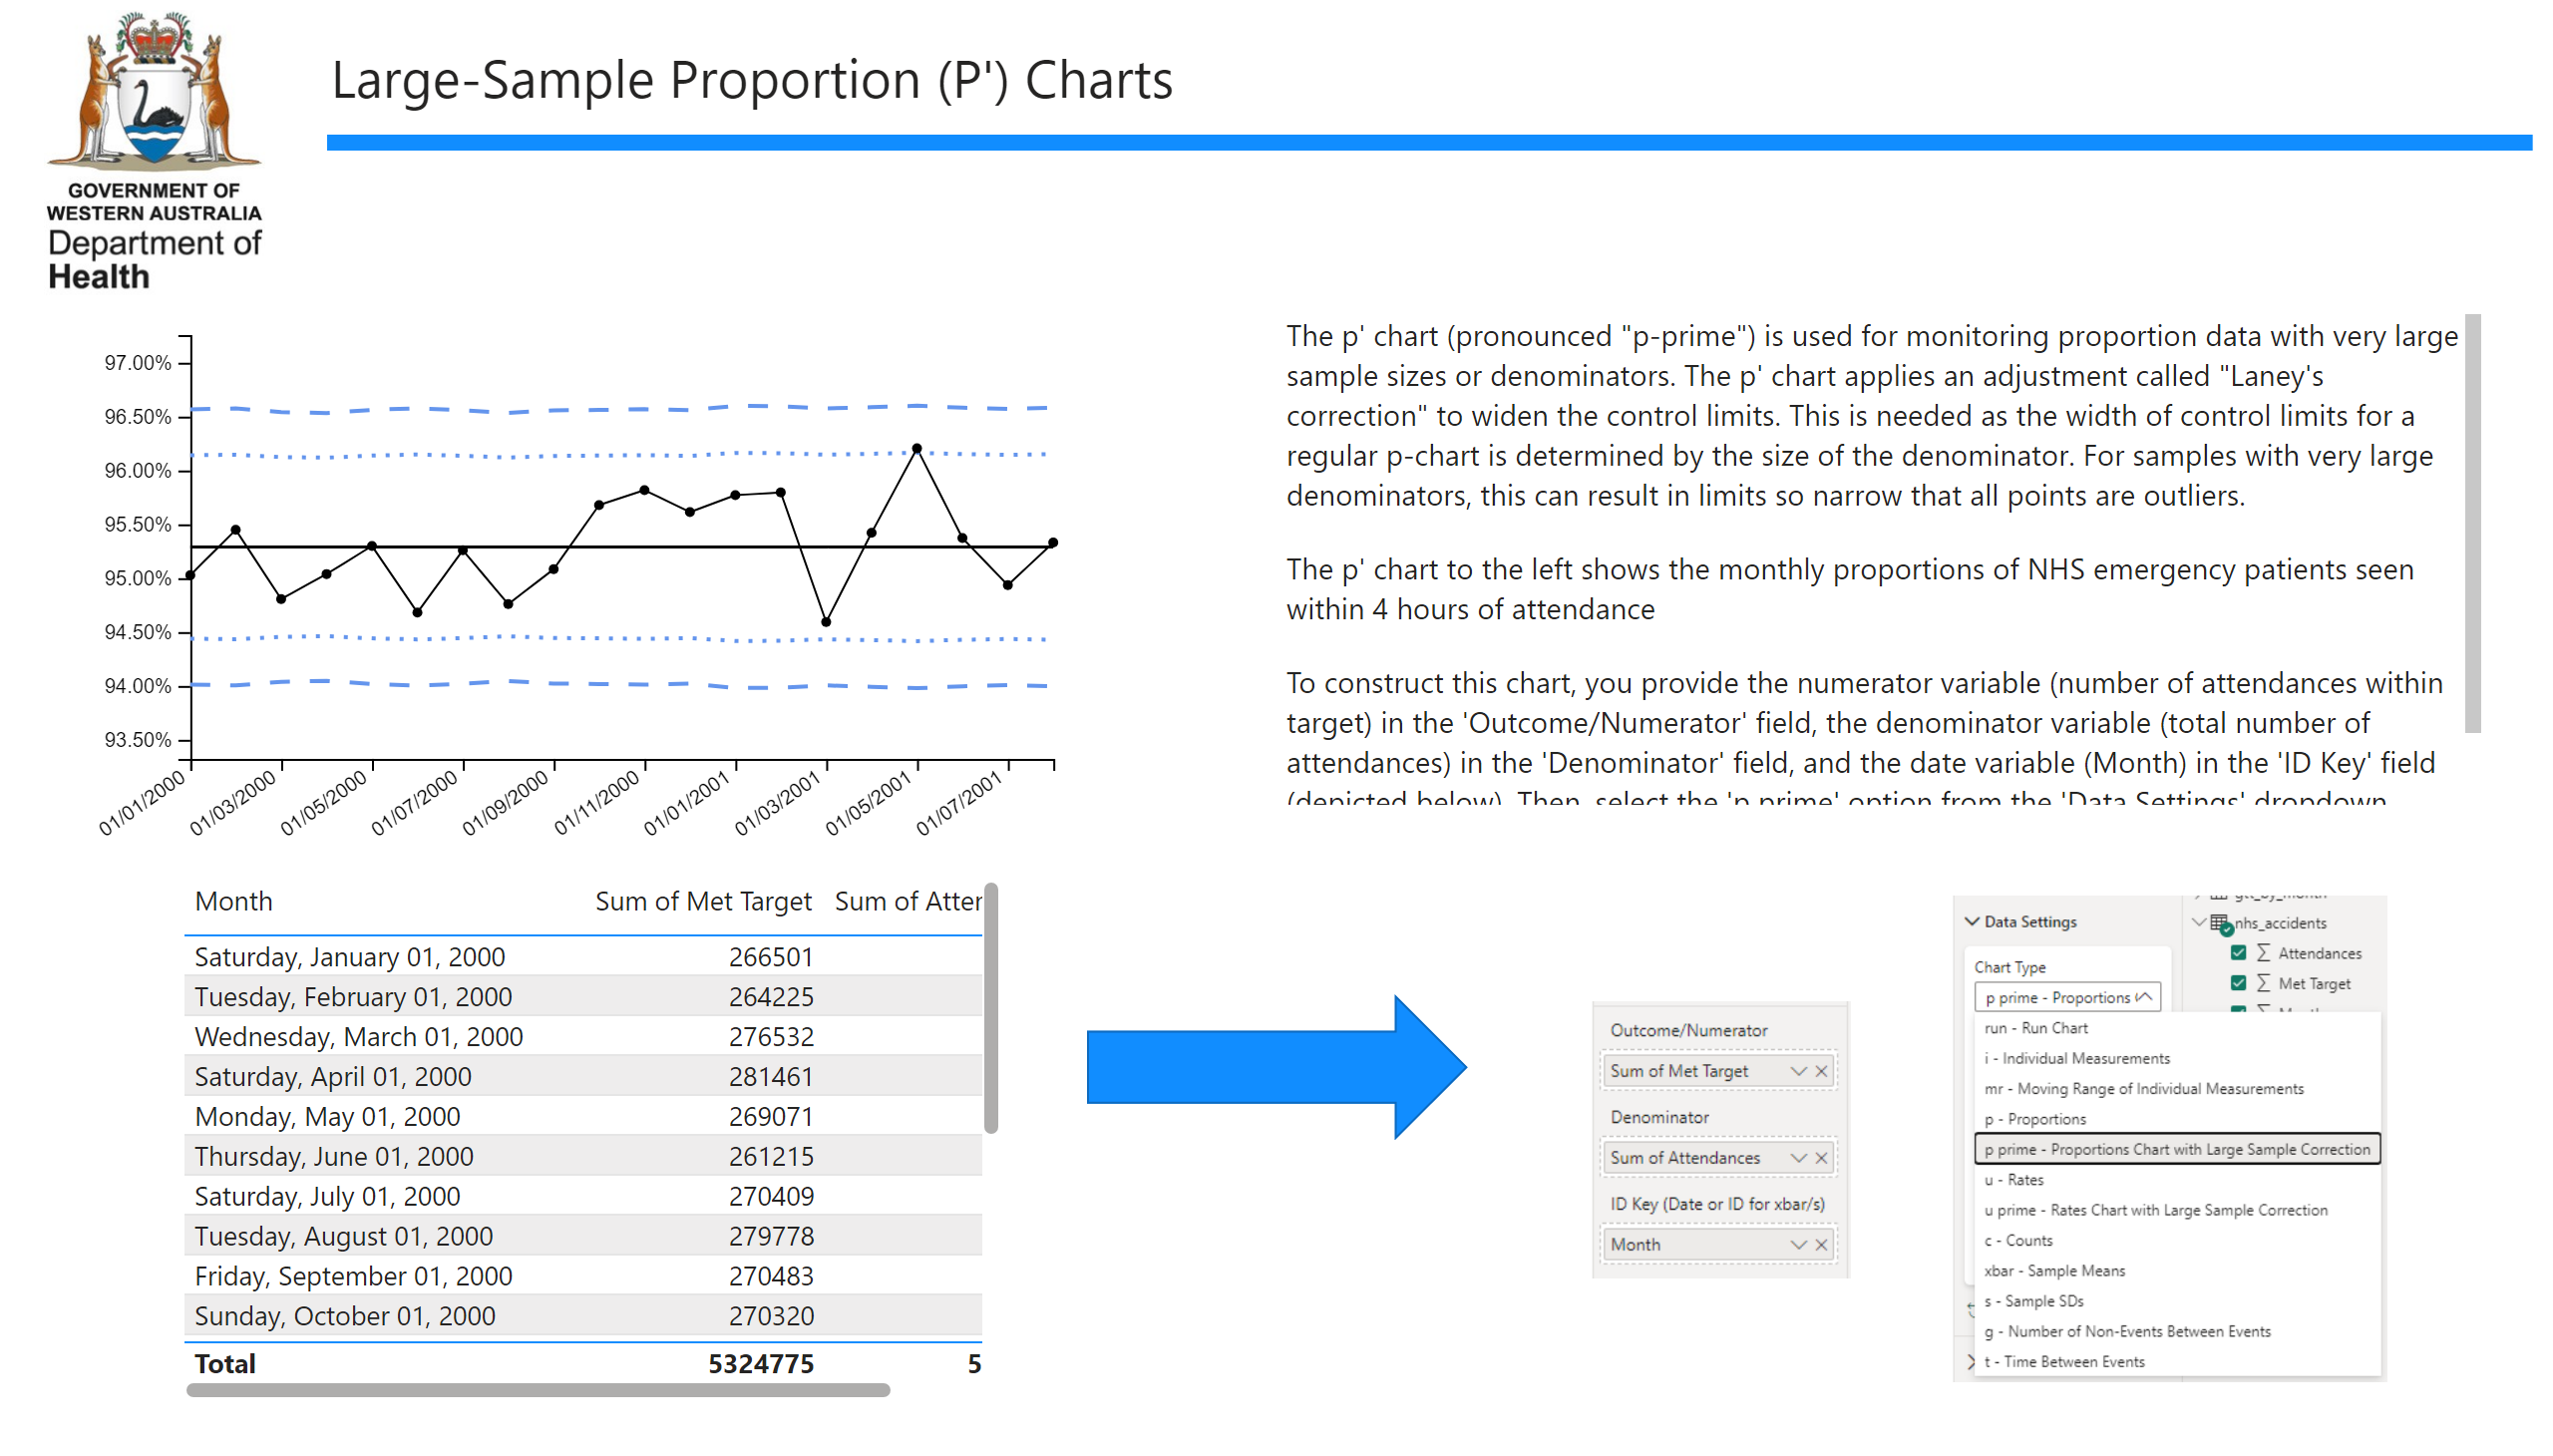 Large-Sample Proportion (P') Charts
GOVERNMENT OF
WESTERN AUSTRALIA
Department of
Health
97.00%
96.50%
96.00%
95.50%
95.00%
94.50%
94.00%
93.50%
01/01/2000
01/03/2000
01/05/2000
01/07/2000
01/09/2000
01/11/2000
01/01/2001
01/03/2001
01/05/2001
01/07/2001
The p' chart (pronounced "p-prime") is used for monitoring proportion data with very large
sample sizes or denominators. The p' chart applies an adjustment called "Laney's
correction" to widen the control limits. This is needed as the width of control limits for a
regular p-chart is determined by the size of the denominator. For samples with very large
denominators, this can result in limits so narrow that all points are outliers.
The p' chart to the left shows the monthly proportions of NHS emergency patients seen
within 4 hours of attendance
To construct this chart, you provide the numerator variable (number of attendances within
target) in the 'Outcome/Numerator' field, the denominator variable (total number of
attendances) in the 'Denominator' field, and the date variable (Month) in the 'ID Key' field
(depicted below). Then, select the 'p prime' option from the 'Data Settings' dropdown
Month Sum of Met Target Sum of Atter
Saturday, January 01, 2000 266501
Tuesday, February 01, 2000 264225
Wednesday, March 01, 2000 276532
Saturday, April 01, 2000 281461
Monday, May 01, 2000 269071
Thursday, June 01, 2000 261215
Saturday, July 01, 2000 270409
Tuesday, August 01, 2000 279778
Friday, September 01, 2000 270483
Sunday, October 01, 2000 270320
Total 5324775 5
Outcome/Numerator
Sum of Met Target
Denominator
Sum of Attendances
ID Key (Date or ID for xbar/s)
Month
Data Settings
Chart Type
p prime - Proportions
nhs_accidents
Attendances
Met Target
run - Run Chart
i - Individual Measurements
mr - Moving Range of Individual Measurements
p - Proportions
p prime - Proportions Chart with Large Sample Correction
u - Rates
u prime - Rates Chart with Large Sample Correction
c - Counts
xbar - Sample Means
s - Sample SDs
g - Number of Non-Events Between Events
t - Time Between Events